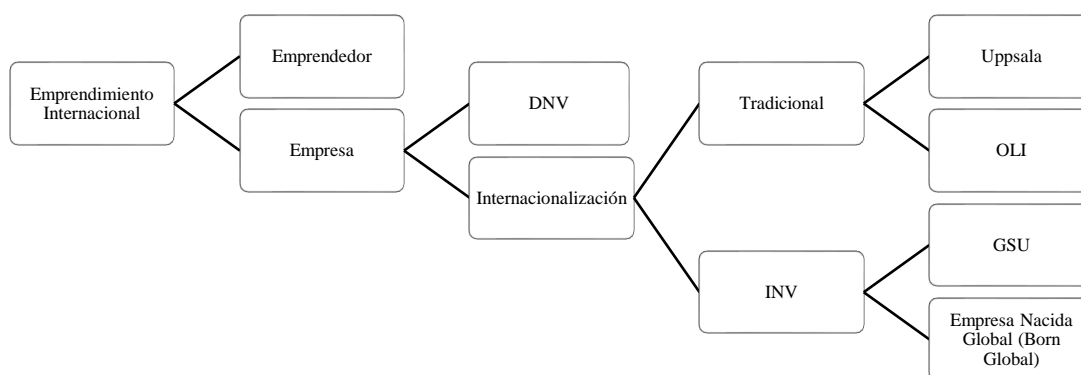 Emprendimiento
Internacional
Emprendedor
Empresa
DNV
Internacionalización
Tradicional
INV
Uppsala
OLI
GSU
Empresa Nacida
Global (Born
Global)